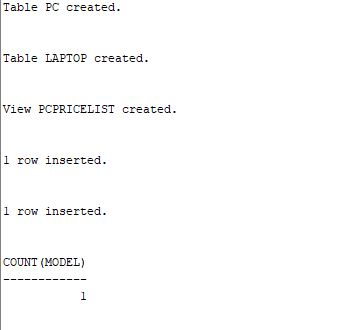 Table PC created.
Table LAPTOP created.
View PCPRICELIST created.
1 row inserted.
1 row inserted.
COUNT(MODEL)
------------
1